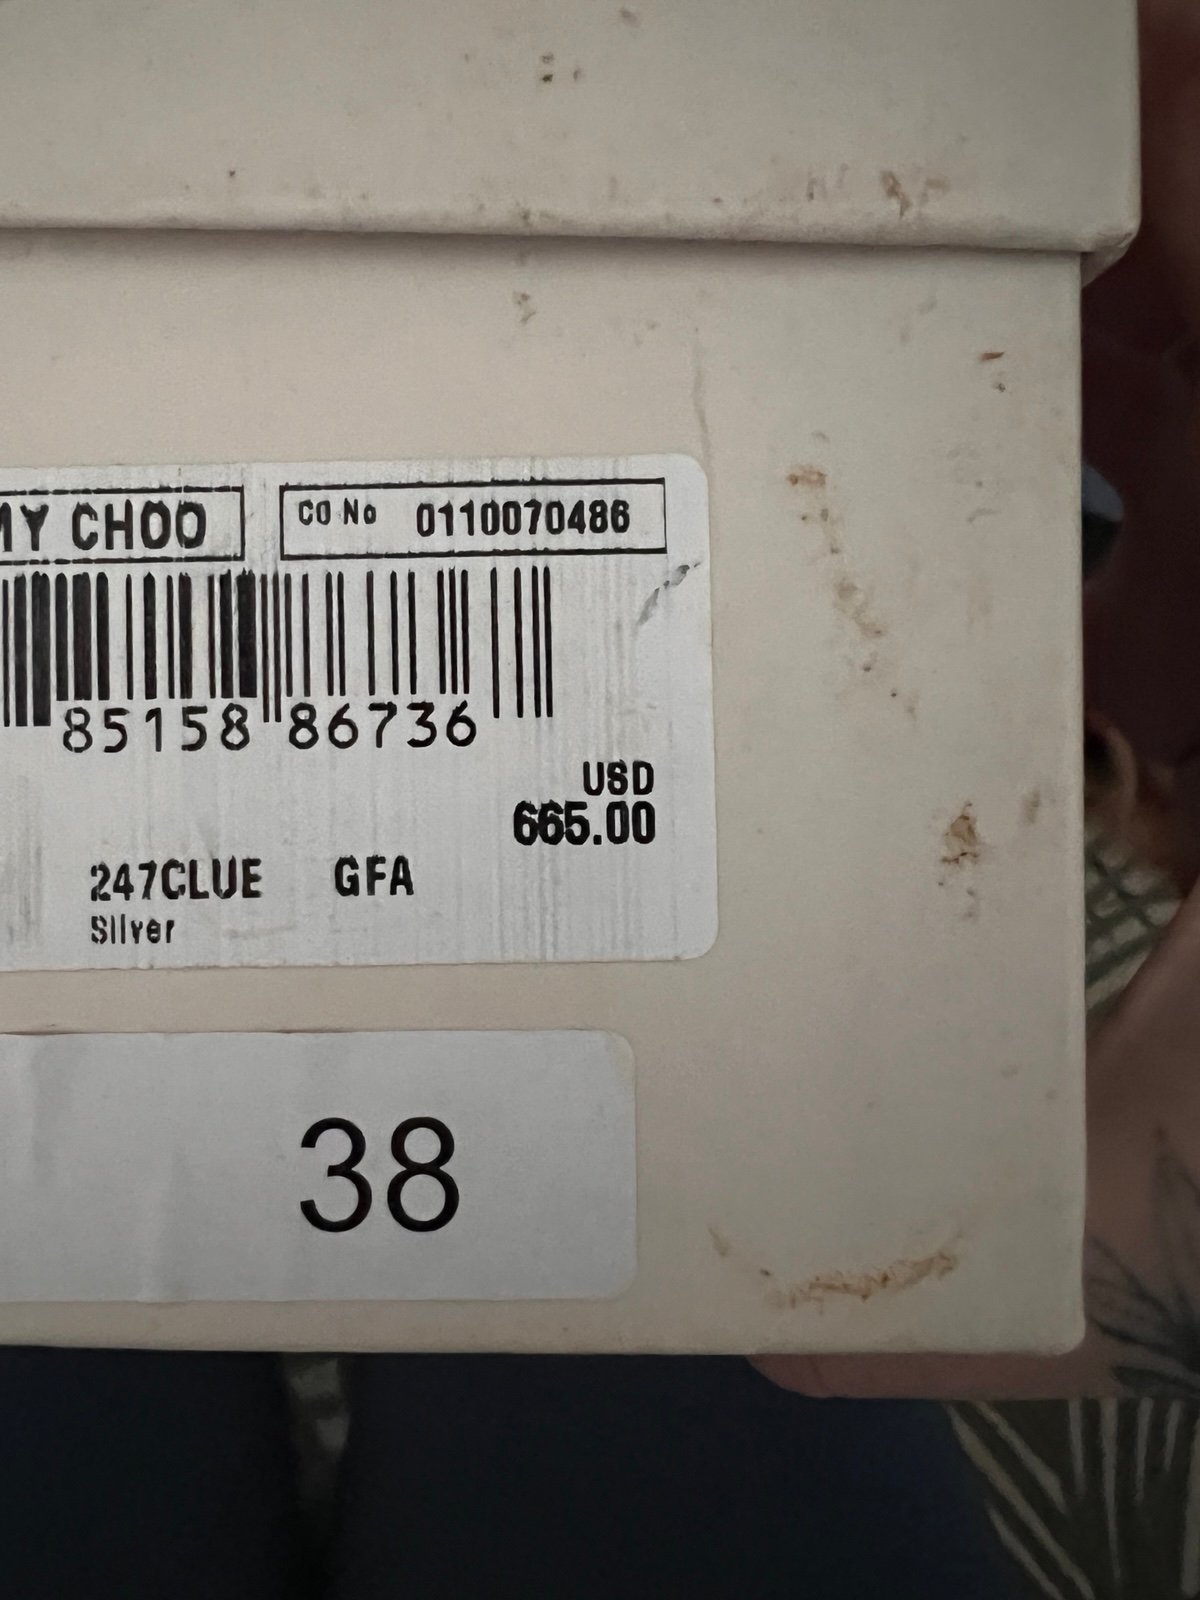 MY CHOO
CO No 0110070486
85158 86736
USD
665.00
247CLUE GFA
Silver
38